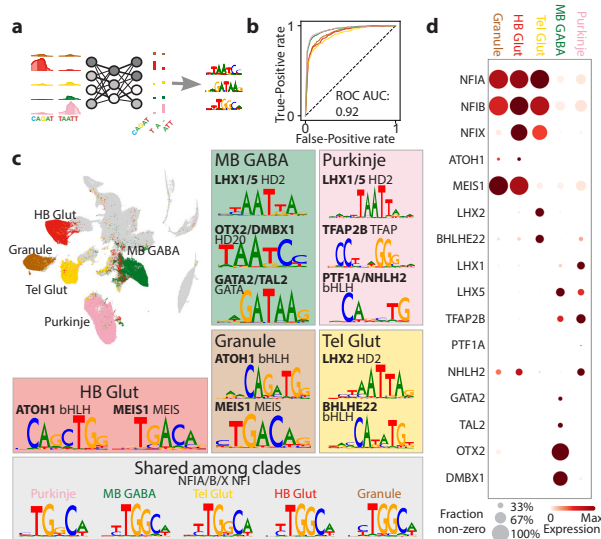 a
CAGAT TAATT
CAGAT
T A ATT
b
True-Positive rate
1
0
ROC AUC:
0.92
1
False-Positive rate
c
HB Glut
Granule
Tel Glut
MB GABA
Purkinje
MB GABA
LHX1/5 HD2
OTX2/DMBX1
HD20
GATA2/TAL2
GATA
Purkinje
LHX1/5 HD2
TFAP2B TFAP
PTF1A/NHLH2
bHLH
Granule
ATOH1 bHLH
MEIS1 MEIS
Tel Glut
LHX2 HD2
BHLHE22
bHLH
HB Glut
ATOH1 bHLH MEIS1 MEIS
Shared among clades
NFIA/B/X NFI
Purkinje MB GABA Tel Glut HB Glut Granule
d
Granule
HB Glut
Tel Glut
MB GABA
Purkinje
NFIA
NFIB
NFIX
ATOH1
MEIS1
LHX2
BHLHE22
LHX1
LHX5
TFAP2B
PTF1A
NHLH2
GATA2
TAL2
OTX2
DMBX1
Fraction
non-zero
33%
67%
100%
0 Max
Expression